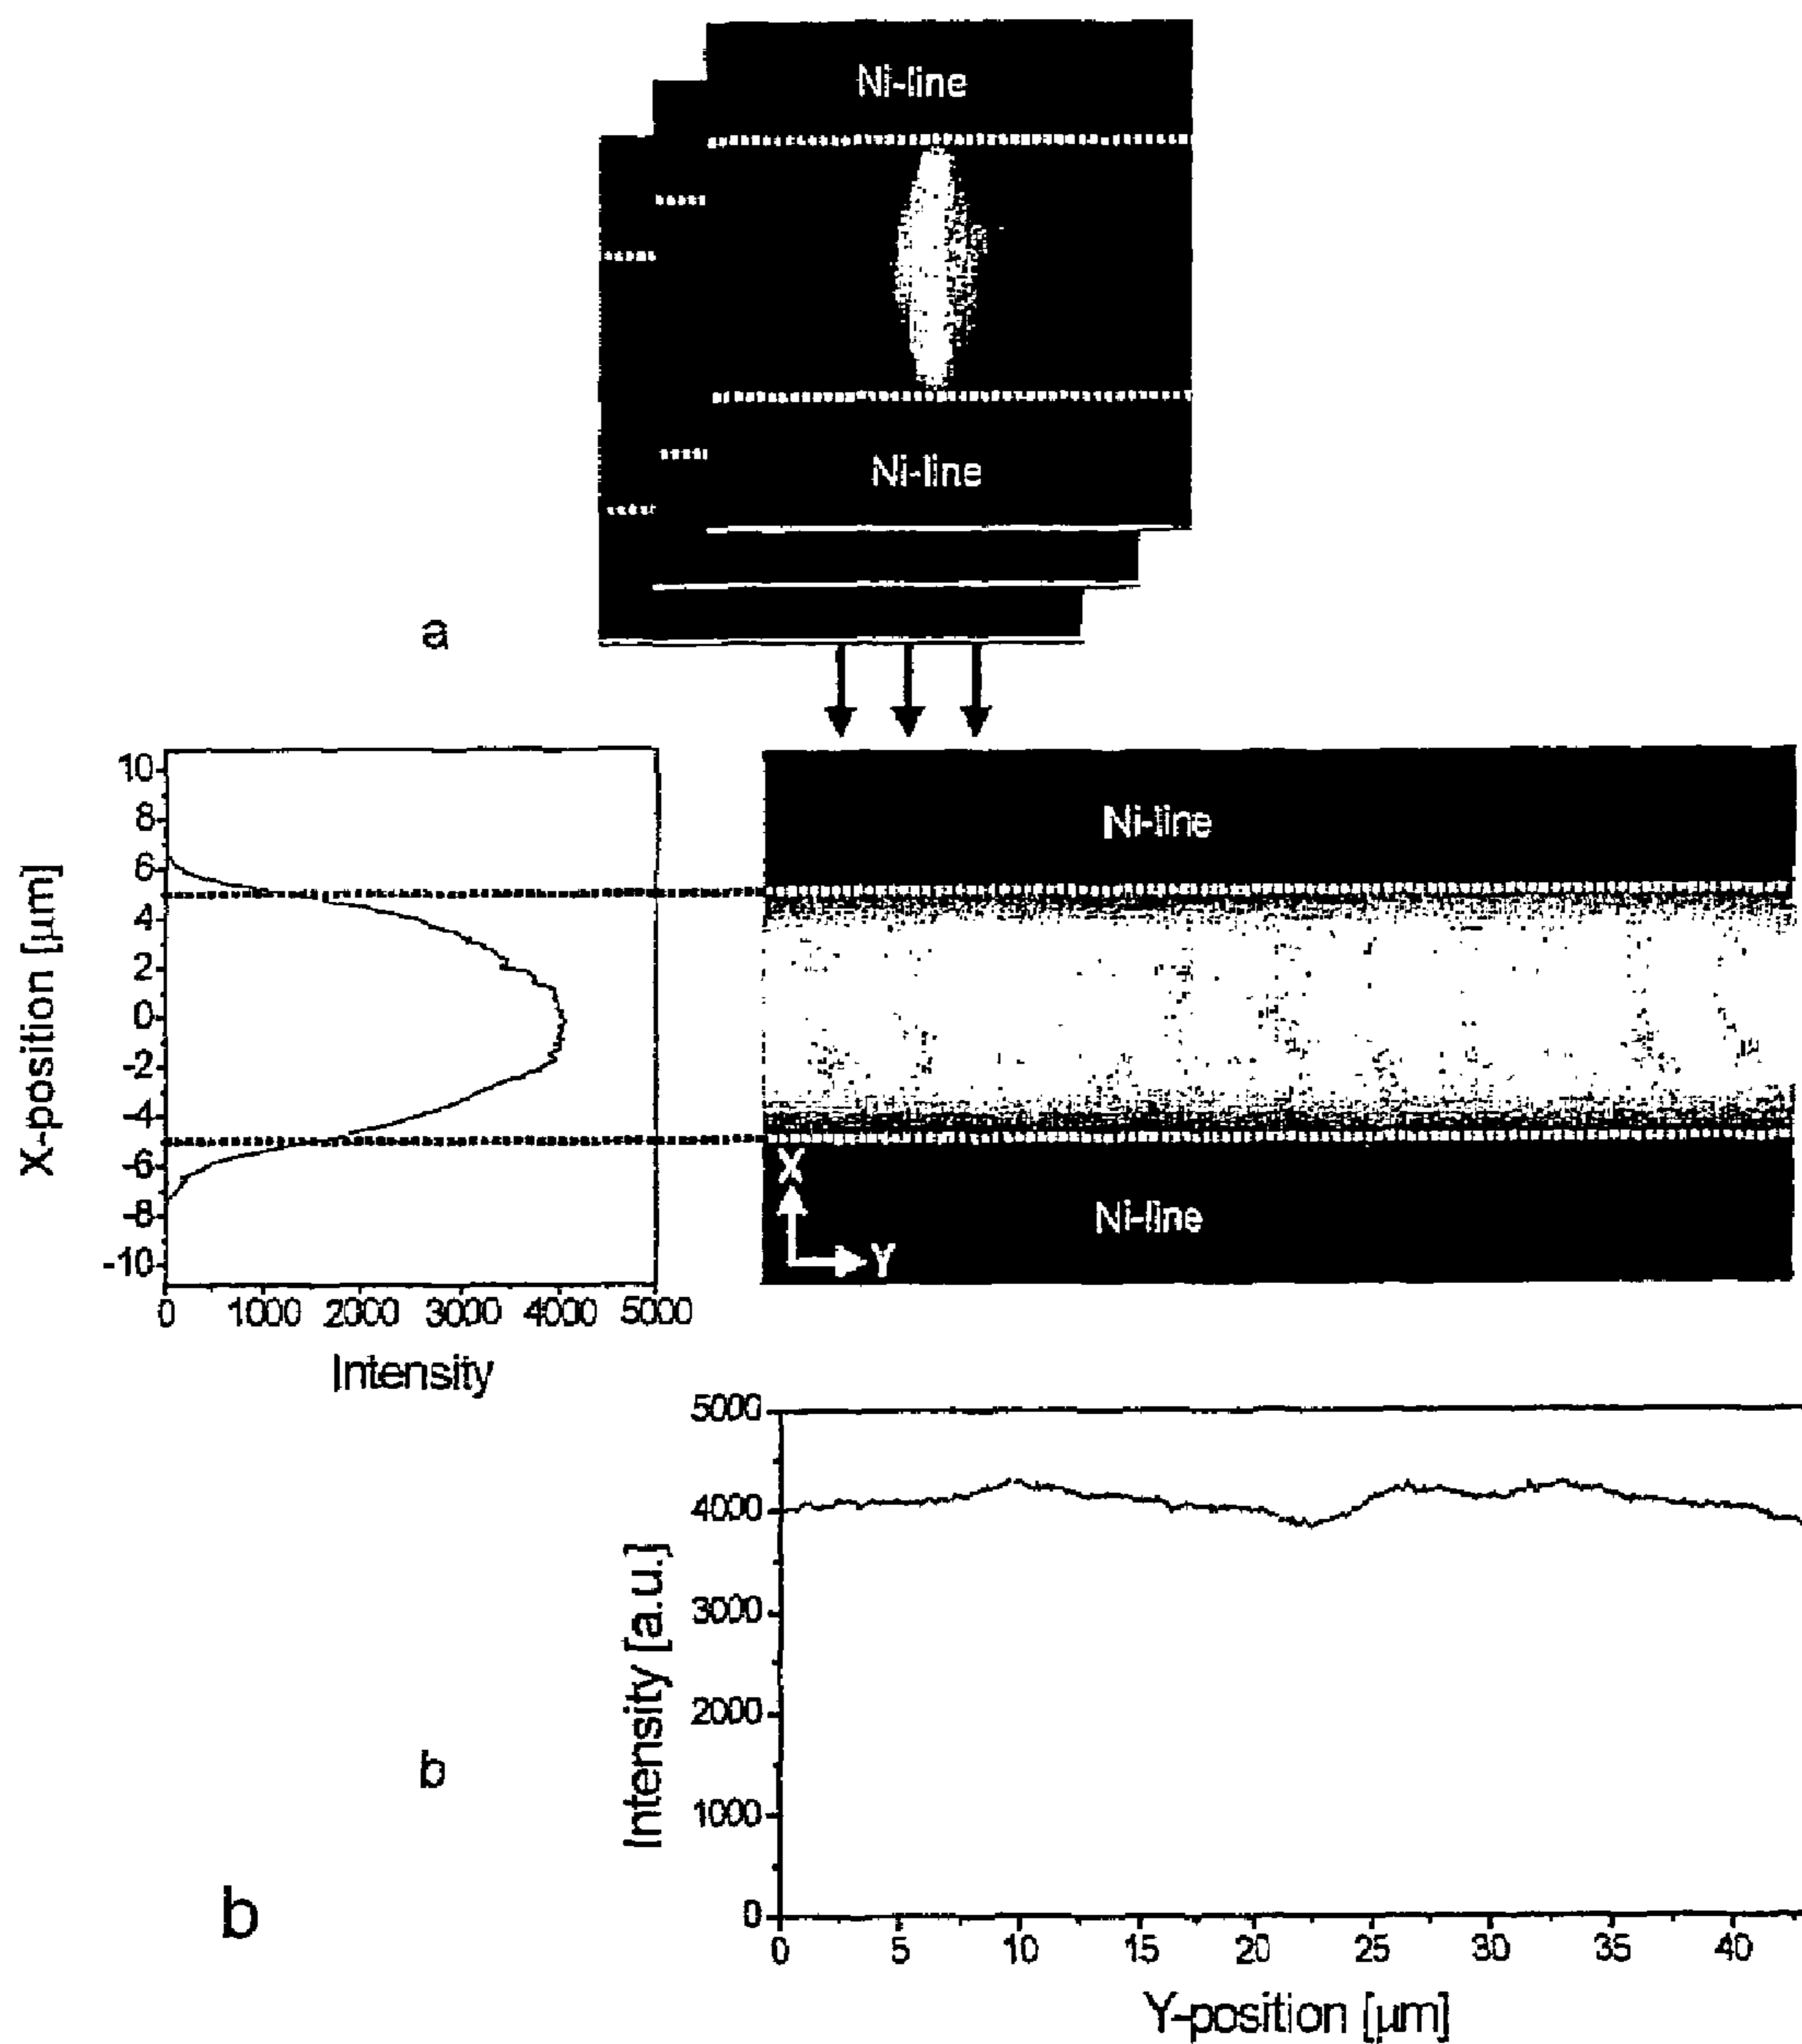 Ni-line
Ni-line
a
10
8
6
4
2
0
-2
-4
-6
-8
-10
X-position [µm]
0 1000 2000 3000 4000 5000
Intensity
Ni-line
X
Y
Ni-line
5000
4000
3000
2000
1000
0
Intensity [a.u.]
b
b
0 5 10 15 20 25 30 35 40
Y-position [µm]